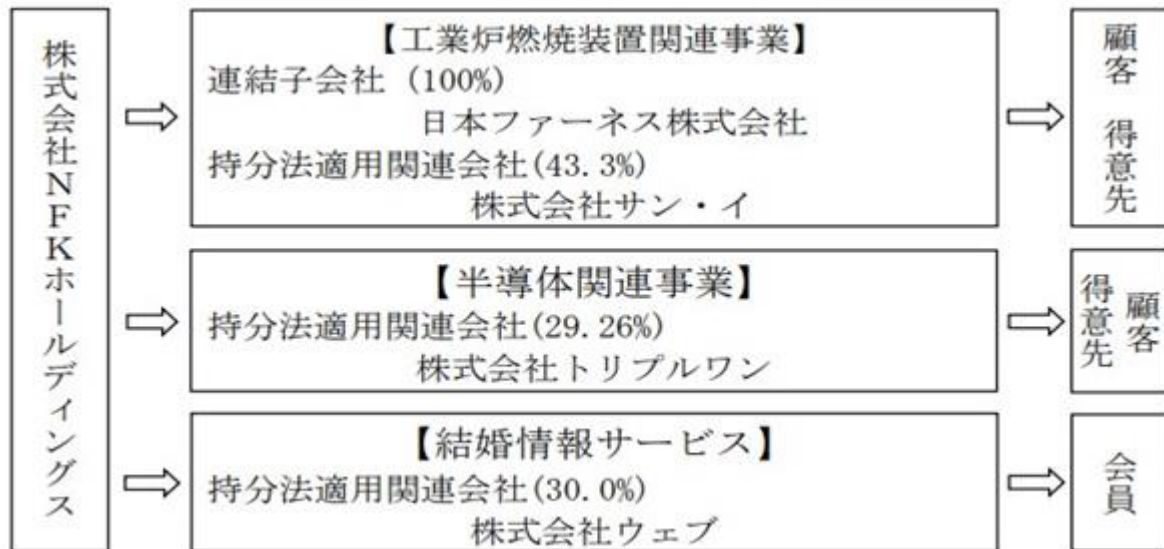 株式会社NFKホールディングス
【工業炉燃焼装置関連事業】
連結子会社 (100%)
日本ファーネス株式会社
持分法適用関連会社(43.3%)
株式会社サン・イ
顧客 得意先
【半導体関連事業】
持分法適用関連会社(29.26%)
株式会社トリプルワン
顧客
得意先
【結婚情報サービス】
持分法適用関連会社(30.0%)
株式会社ウェブ
会員